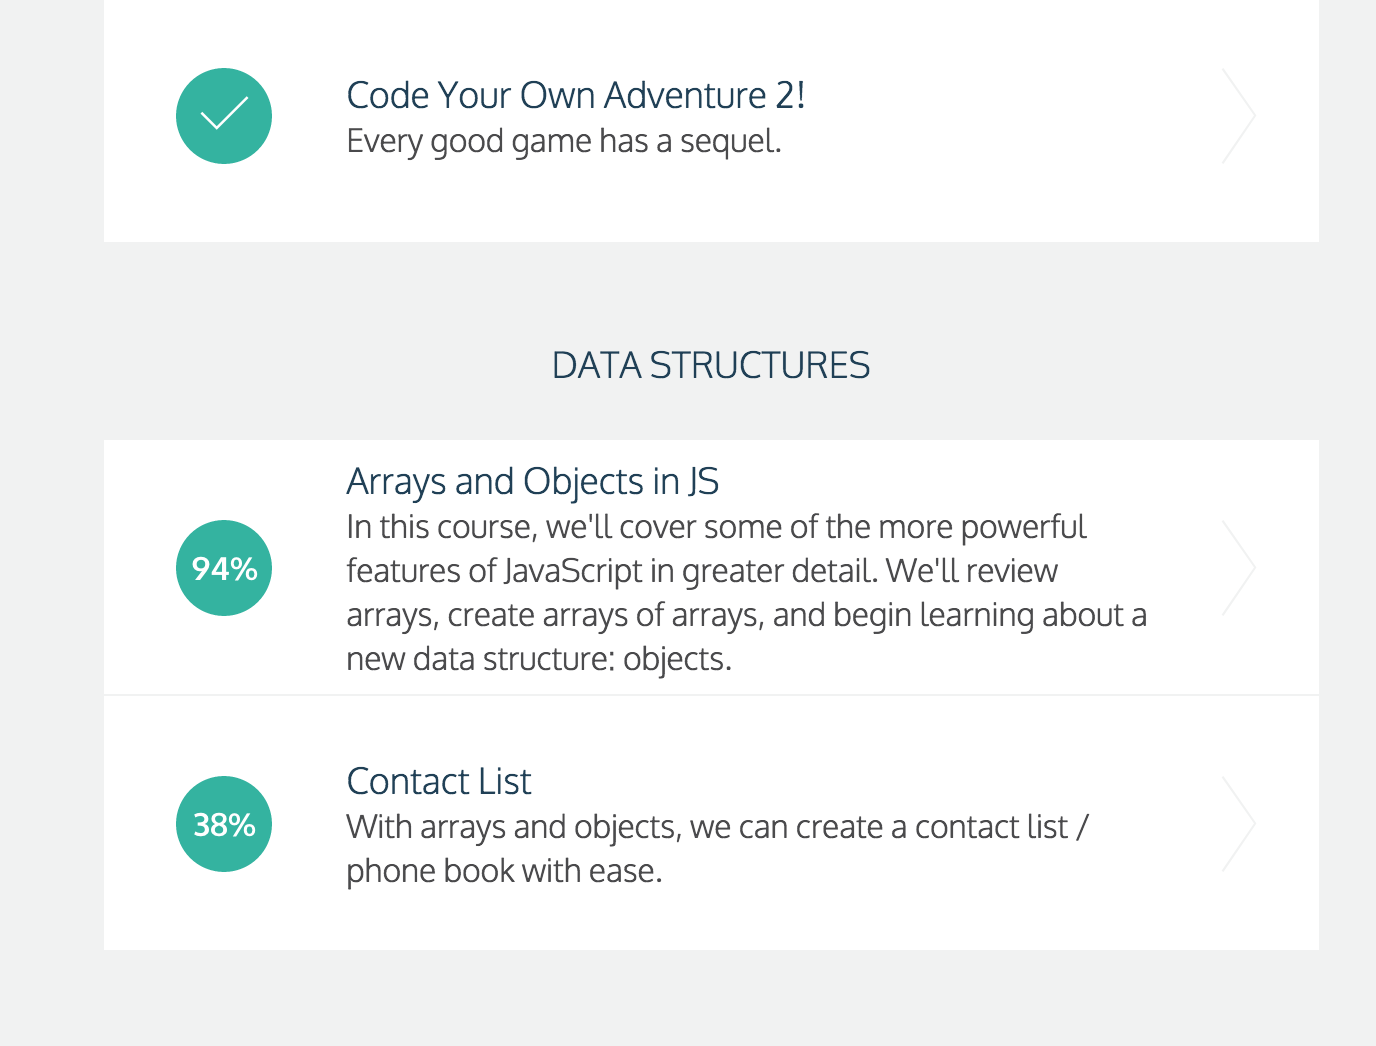 Code Your Own Adventure 2!
Every good game has a sequel.
DATA STRUCTURES
Arrays and Objects in JS
In this course, we'll cover some of the more powerful
features of JavaScript in greater detail. We'll review
94%
arrays, create arrays of arrays, and begin learning about a
new data structure: objects.
Contact List
38%
With arrays and objects, we can create a contact list /
phone book with ease.